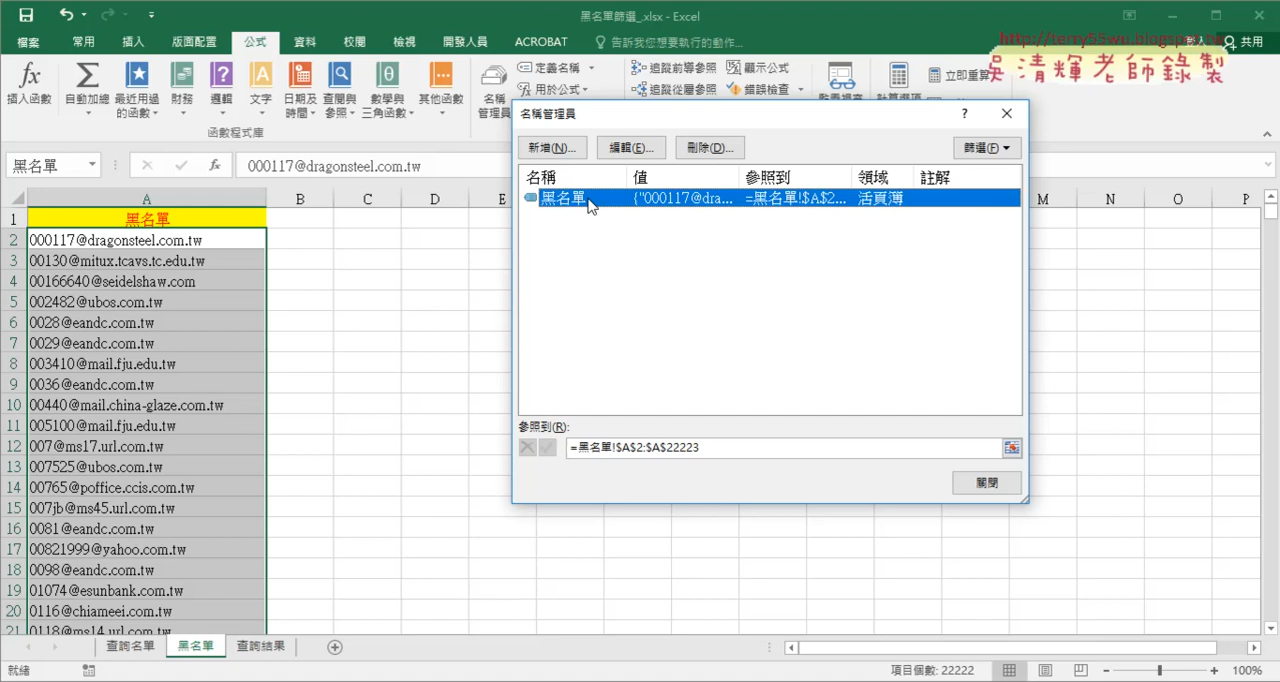 黑名單篩選_.xlsx - Excel
http://terry55wu.blogspot.tw
吳清輝老師錄製
檔案 常用 插入 版面配置 公式 資料 校閱 檢視 開發人員 ACROBAT 告訴我您想要執行的動作... 登入 共用
fx Σ ? A θ
定義名稱 追蹤前導參照 顯示公式
用於公式 追蹤從屬參照 錯誤檢查 立即重算
插入函數 自動加總 最近用過的函數 財務 邏輯 文字 日期及時間 查閱與參照 數學與三角函數 其他函數 名稱管理員
函數程式庫
黑名單 fx 000117@dragonsteel.com.tw
名稱管理員 ?
新增(N)... 編輯(E)... 刪除(D)... 篩選(F)
名稱 值 參照到 領域 註解
黑名單 {"000117@dra... =黑名單!$A$2... 活頁簿
參照到(R):
=黑名單!$A$2:$A$22223
關閉
A B C D E M N O P
1 黑名單
2 000117@dragonsteel.com.tw
3 00130@mitux.tcavs.tc.edu.tw
4 00166640@seidelshaw.com
5 002482@ubos.com.tw
6 0028@eandc.com.tw
7 0029@eandc.com.tw
8 003410@mail.fju.edu.tw
9 0036@eandc.com.tw
10 00440@mail.china-glaze.com.tw
11 005100@mail.fju.edu.tw
12 007@ms17.url.com.tw
13 007525@ubos.com.tw
14 00765@poffice.ccis.com.tw
15 007jb@ms45.url.com.tw
16 0081@eandc.com.tw
17 00821999@yahoo.com.tw
18 0098@eandc.com.tw
19 01074@esunbank.com.tw
20 0116@chiameei.com.tw
21 0118@ms14.url.com.tw
查詢名單 黑名單 查詢結果
就緒 項目個數: 22222 100%